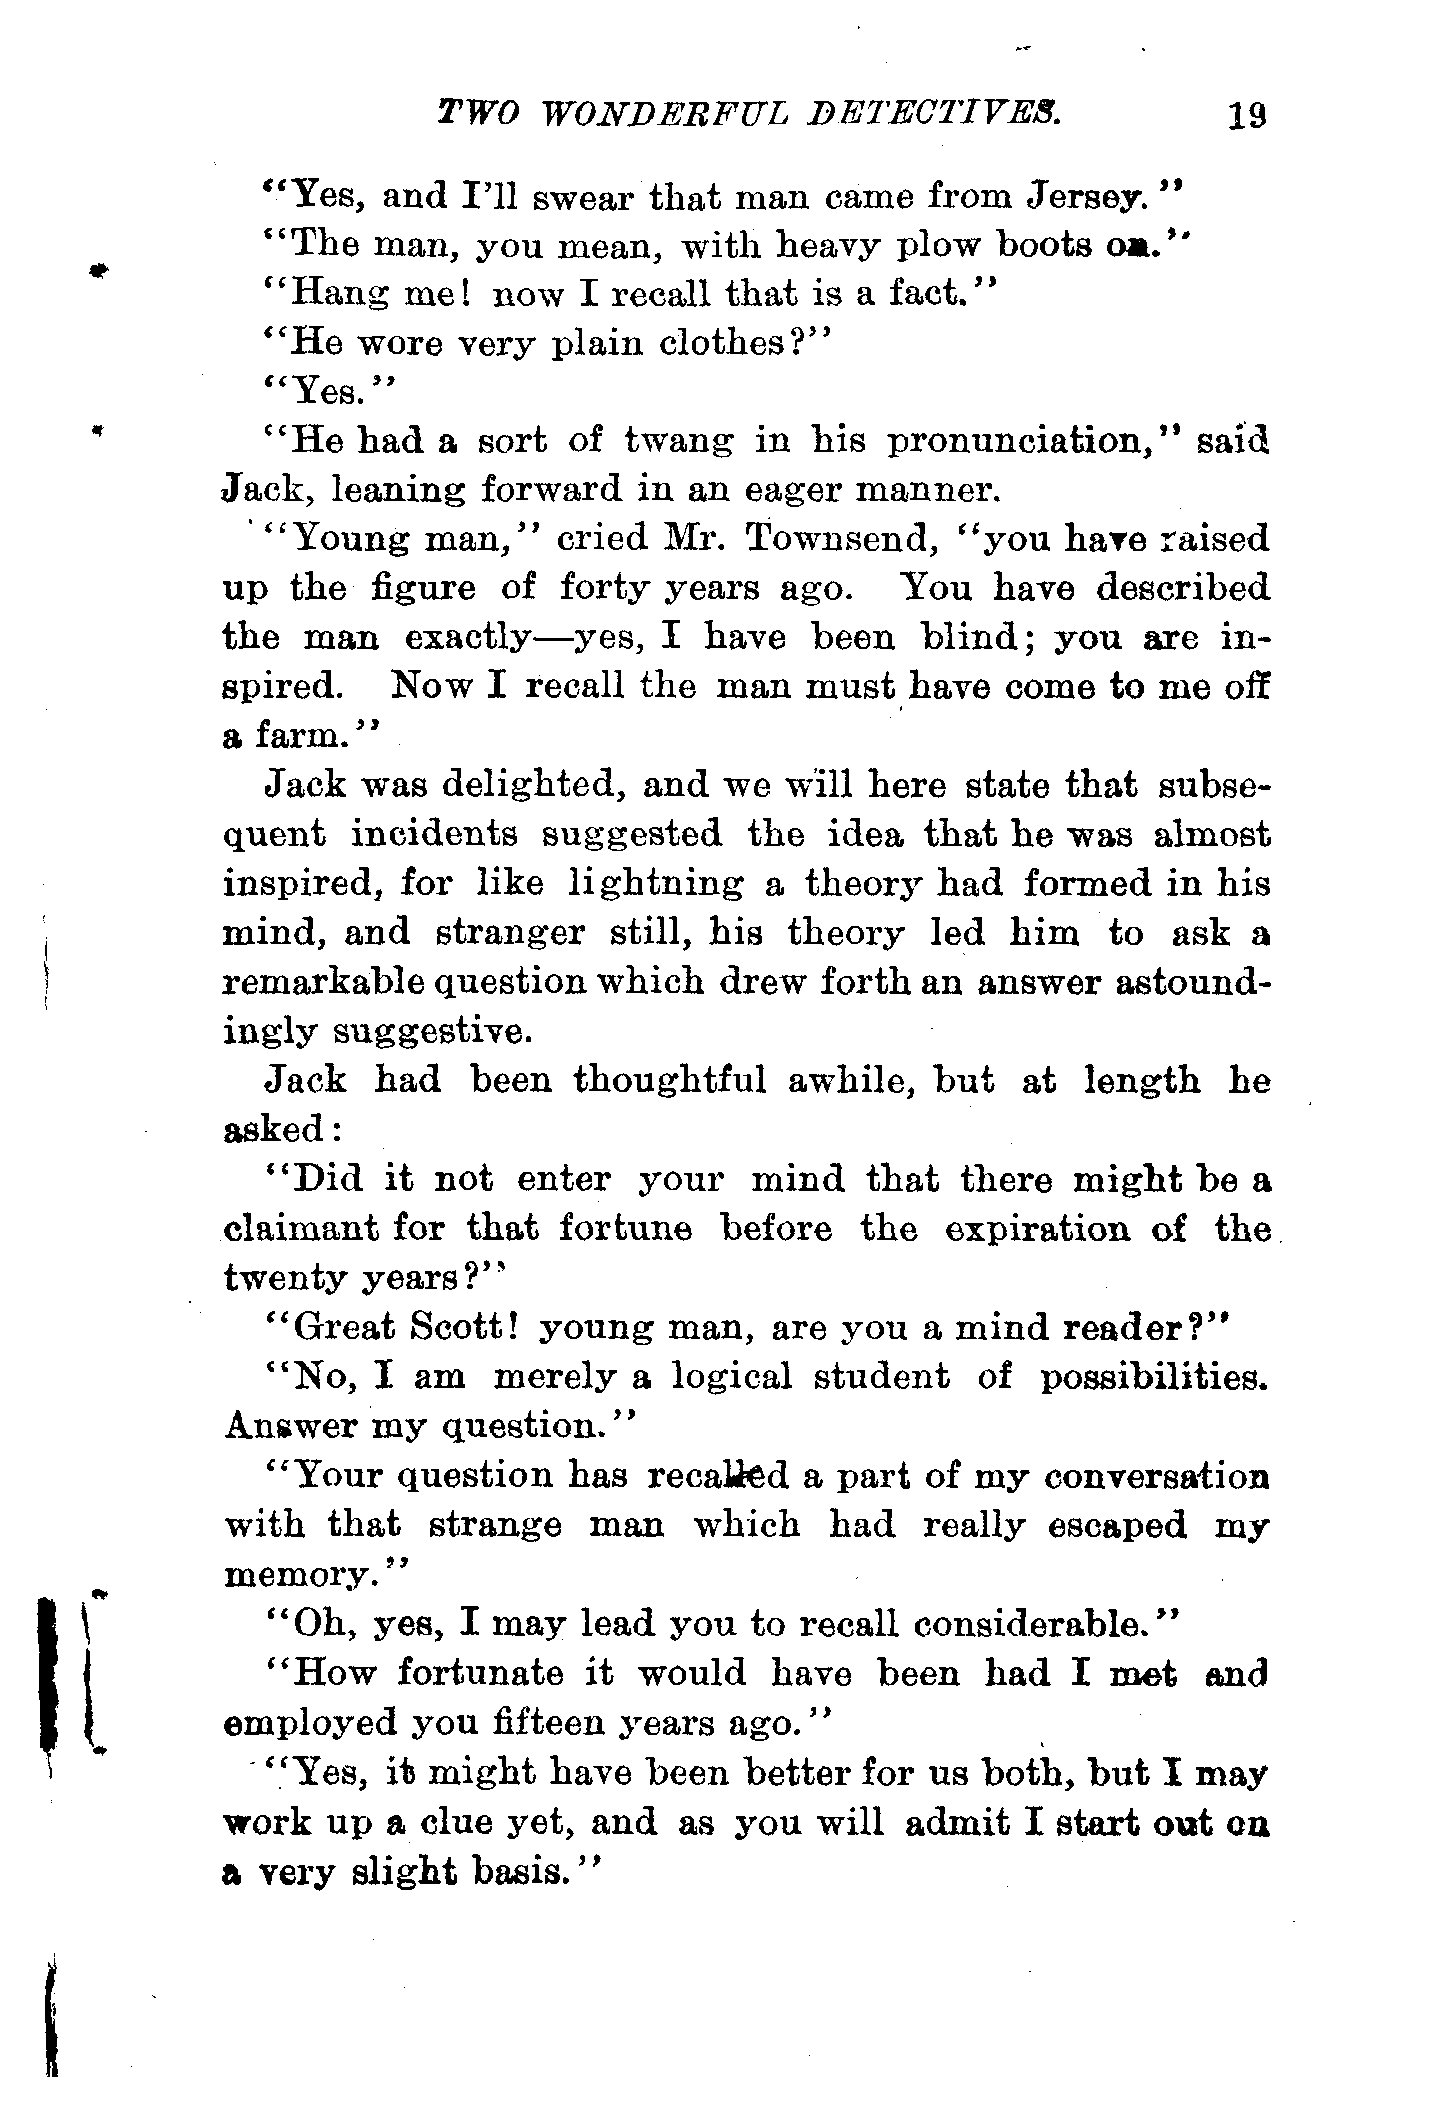 TWO WONDERFUL DETECTIVES. 19
"Yes, and I'll swear that man came from Jersey."
"The man, you mean, with heavy plow boots on."
"Hang me! now I recall that is a fact."
"He wore very plain clothes?"
"Yes."
"He had a sort of twang in his pronunciation," said
Jack, leaning forward in an eager manner.
"Young man," cried Mr. Townsend, "you have raised
up the figure of forty years ago. You have described
the man exactly—yes, I have been blind; you are in-
spired. Now I recall the man must have come to me off
a farm."
Jack was delighted, and we will here state that subse-
quent incidents suggested the idea that he was almost
inspired, for like lightning a theory had formed in his
mind, and stranger still, his theory led him to ask a
remarkable question which drew forth an answer astound-
ingly suggestive.
Jack had been thoughtful awhile, but at length he
asked:
"Did it not enter your mind that there might be a
claimant for that fortune before the expiration of the
twenty years?"
"Great Scott! young man, are you a mind reader?"
"No, I am merely a logical student of possibilities.
Answer my question."
"Your question has recalled a part of my conversation
with that strange man which had really escaped my
memory."
"Oh, yes, I may lead you to recall considerable."
"How fortunate it would have been had I met and
employed you fifteen years ago."
"Yes, it might have been better for us both, but I may
work up a clue yet, and as you will admit I start out on
a very slight basis."